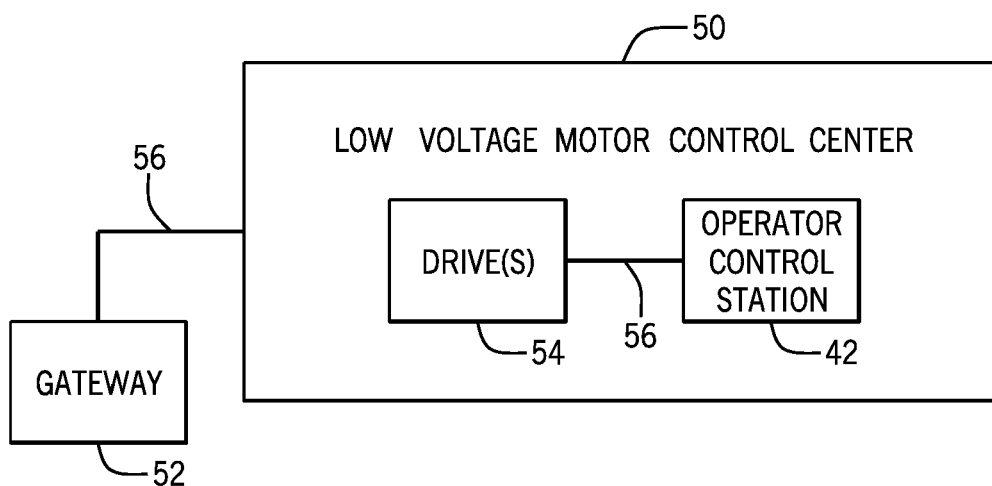 50
LOW VOLTAGE MOTOR CONTROL CENTER
56
DRIVE(S)
OPERATOR
CONTROL
STATION
56
54
42
GATEWAY
52